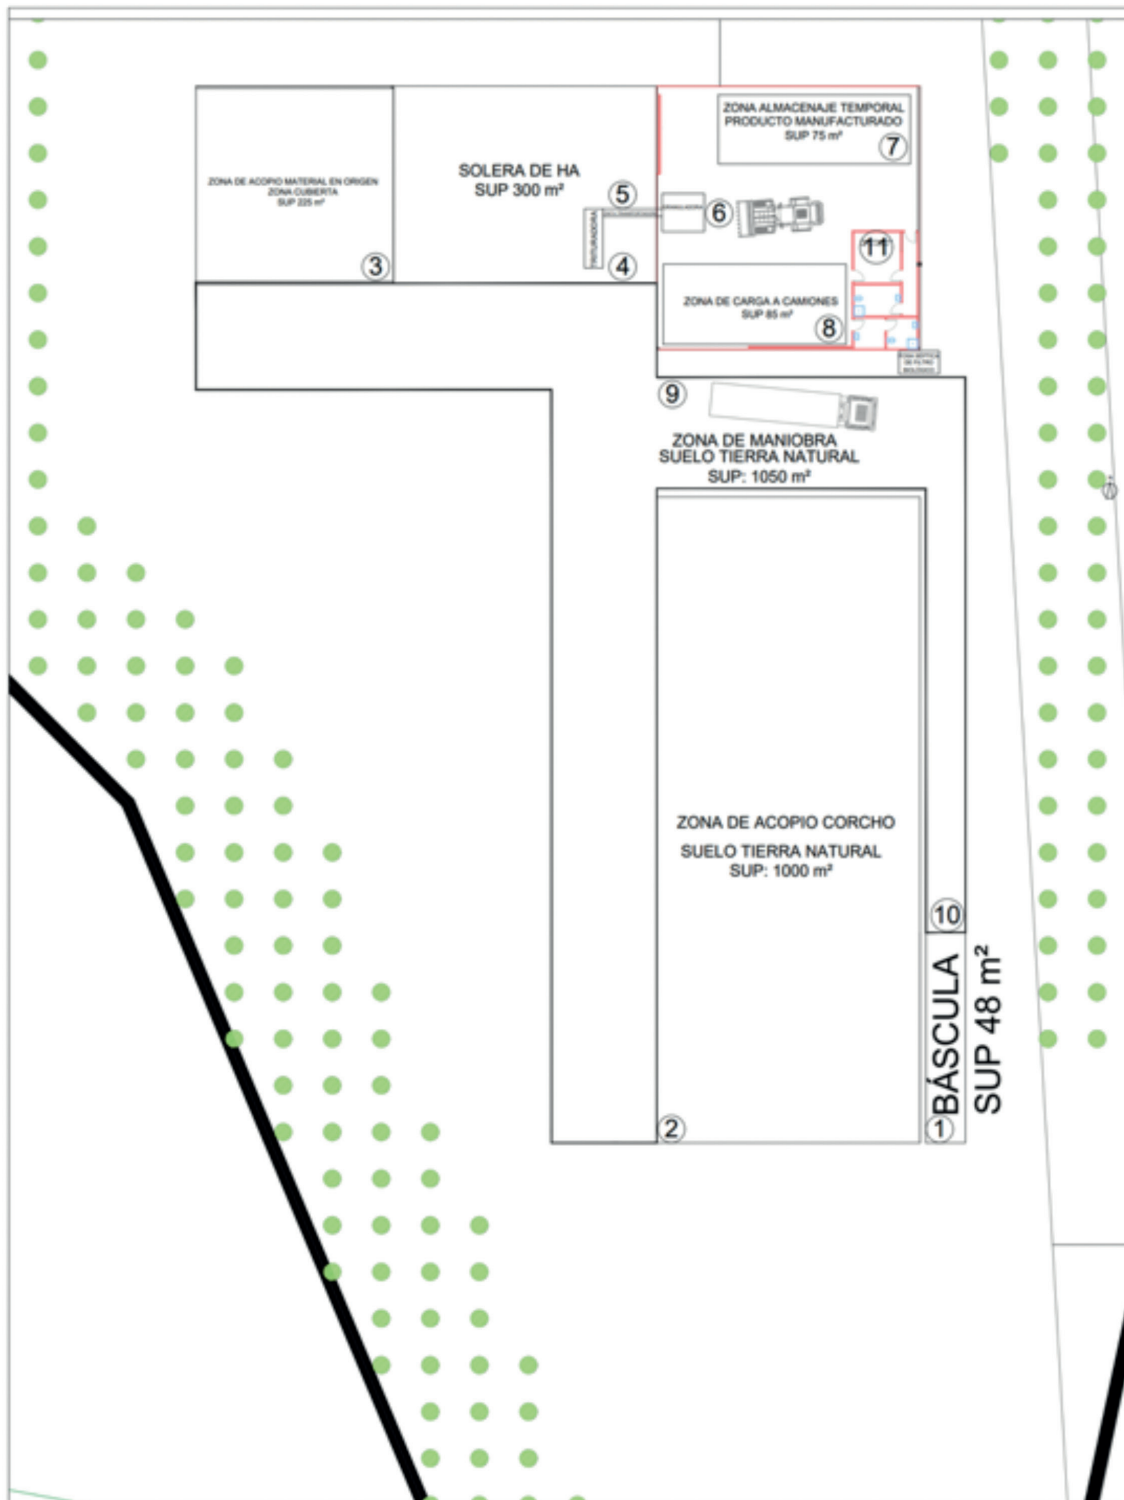 ZONA ALMACENAJE TEMPORAL
PRODUCTO MANUFACTURADO
SUP 75 m²
7
SOLERA DE HA
SUP 300 m²
ZONA DE ACOPIO MATERIAL EN ORIGEN
ZONA CUBIERTA
SUP 225 m²
3
5
6
TRITURADORA
4
11
ZONA DE CARGA A CAMIONES
SUP 85 m²
8
9
ZONA DE MANIOBRA
SUELO TIERRA NATURAL
SUP: 1050 m²
ZONA DE ACOPIO CORCHO
SUELO TIERRA NATURAL
SUP: 1000 m²
10
BÁSCULA
SUP 48 m²
2
1